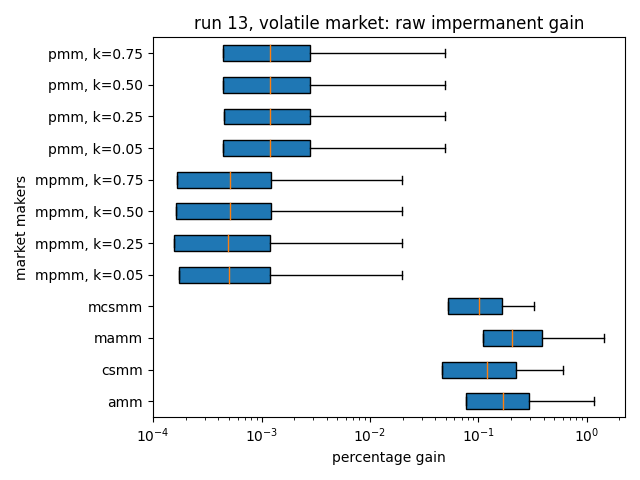 run 13, volatile market: raw impermanent gain
pmm, k=0.75
pmm, k=0.50
pmm, k=0.25
pmm, k=0.05
mpmm, k=0.75
mpmm, k=0.50
mpmm, k=0.25
mpmm, k=0.05
mcsmm
mamm
csmm
amm
market makers
10⁻⁴ 10⁻³ 10⁻² 10⁻¹ 10⁰
percentage gain